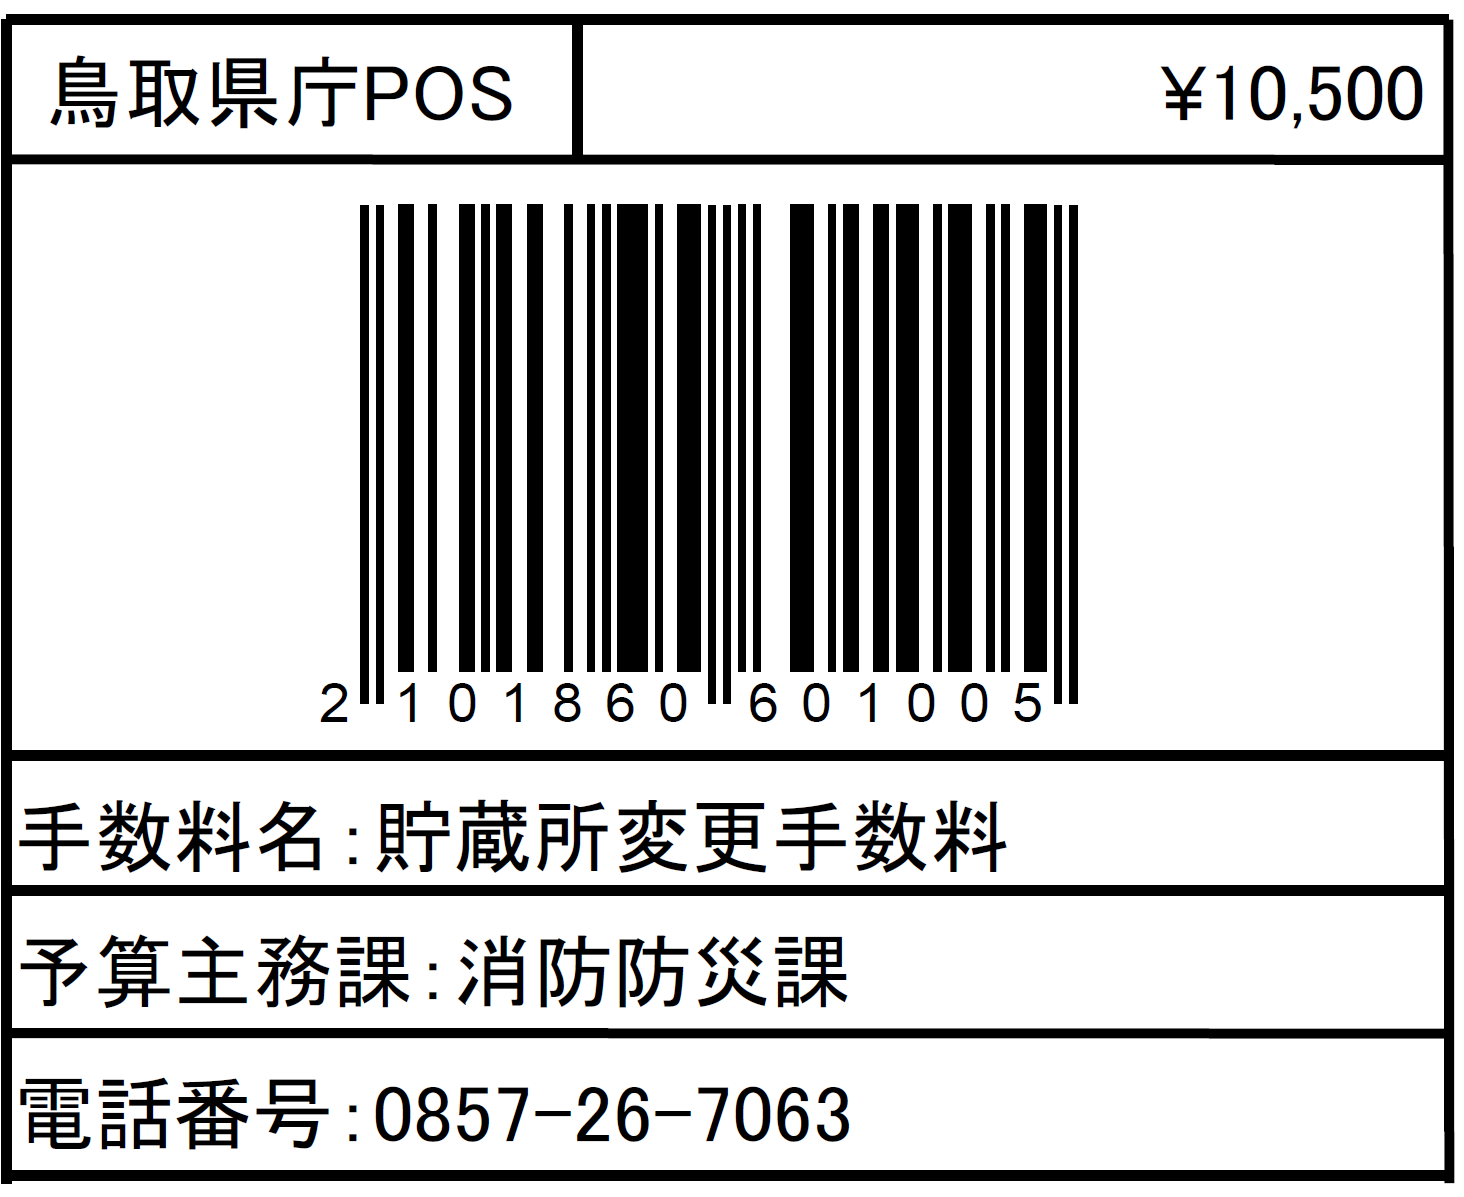 鳥取県庁POS ¥10,500
2 101860 601005
手数料名:貯蔵所変更手数料
予算主務課:消防防災課
電話番号:0857-26-7063